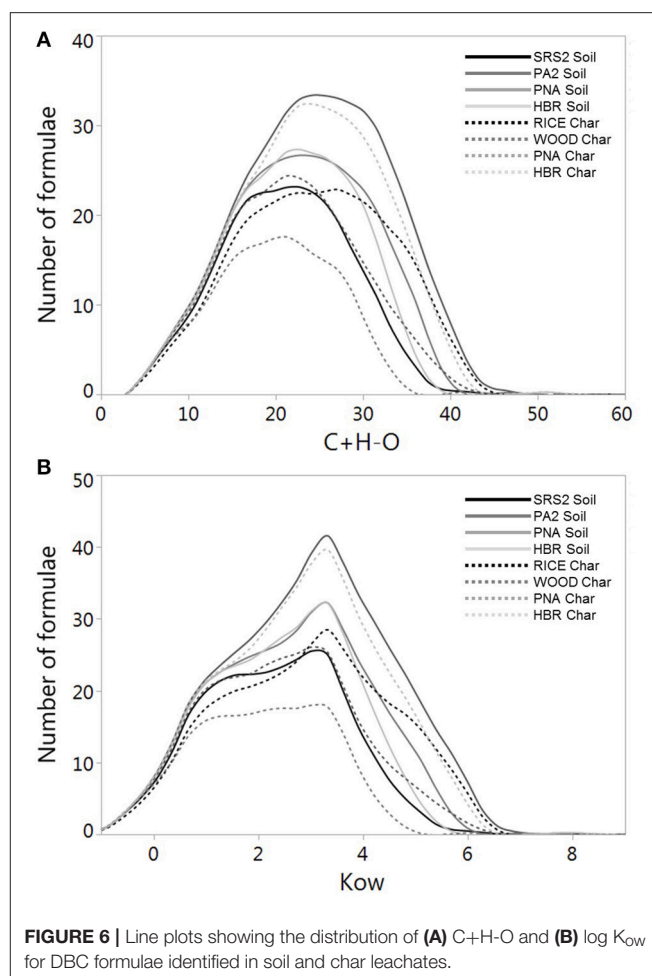 A
40
30
20
10
0
Number of formulae
SRS2 Soil
PA2 Soil
PNA Soil
HBR Soil
RICE Char
WOOD Char
PNA Char
HBR Char
0 10 20 30 40 50 60
C+H-O
B
50
40
30
20
10
0
Number of formulae
SRS2 Soil
PA2 Soil
PNA Soil
HBR Soil
RICE Char
WOOD Char
PNA Char
HBR Char
0 2 4 6 8
Kow
FIGURE 6 | Line plots showing the distribution of (A) C+H-O and (B) log KOW
for DBC formulae identified in soil and char leachates.